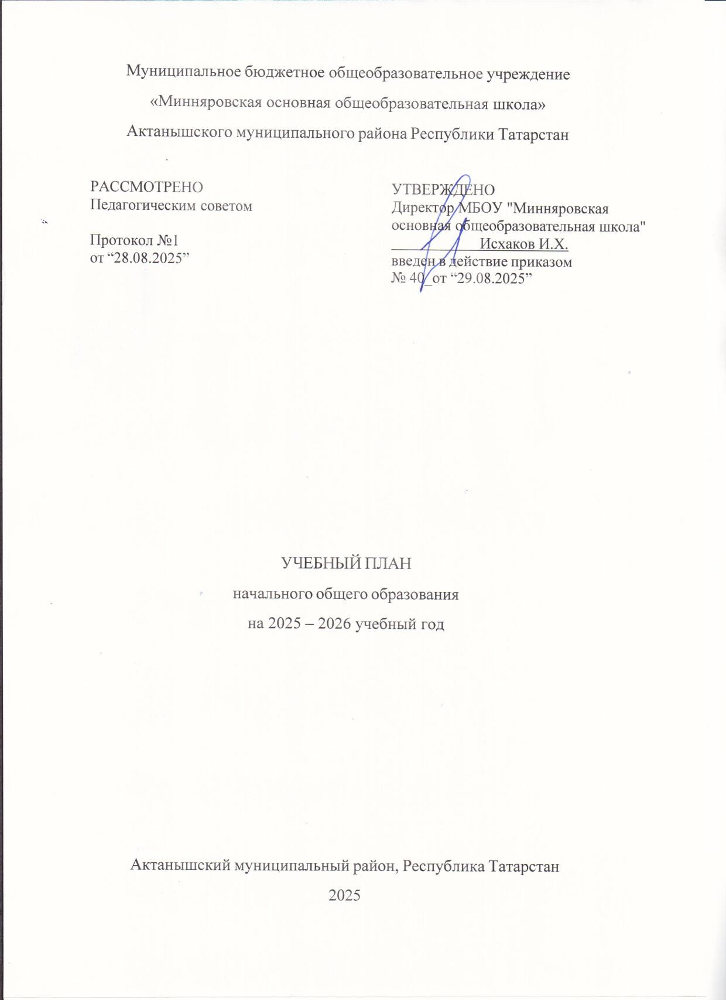 Муниципальное бюджетное общеобразовательное учреждение
«Минняровская основная общеобразовательная школа»
Актанышского муниципального района Республики Татарстан
РАССМОТРЕНО
Педагогическим советом
Протокол №1
от “28.08.2025”
УТВЕРЖДЕНО
Директор МБОУ "Минняровская
основная общеобразовательная школа"
____________Исхаков И.Х.
введен в действие приказом
№ 40_от “29.08.2025”
УЧЕБНЫЙ ПЛАН
начального общего образования
на 2025 – 2026 учебный год
Актанышский муниципальный район, Республика Татарстан
2025